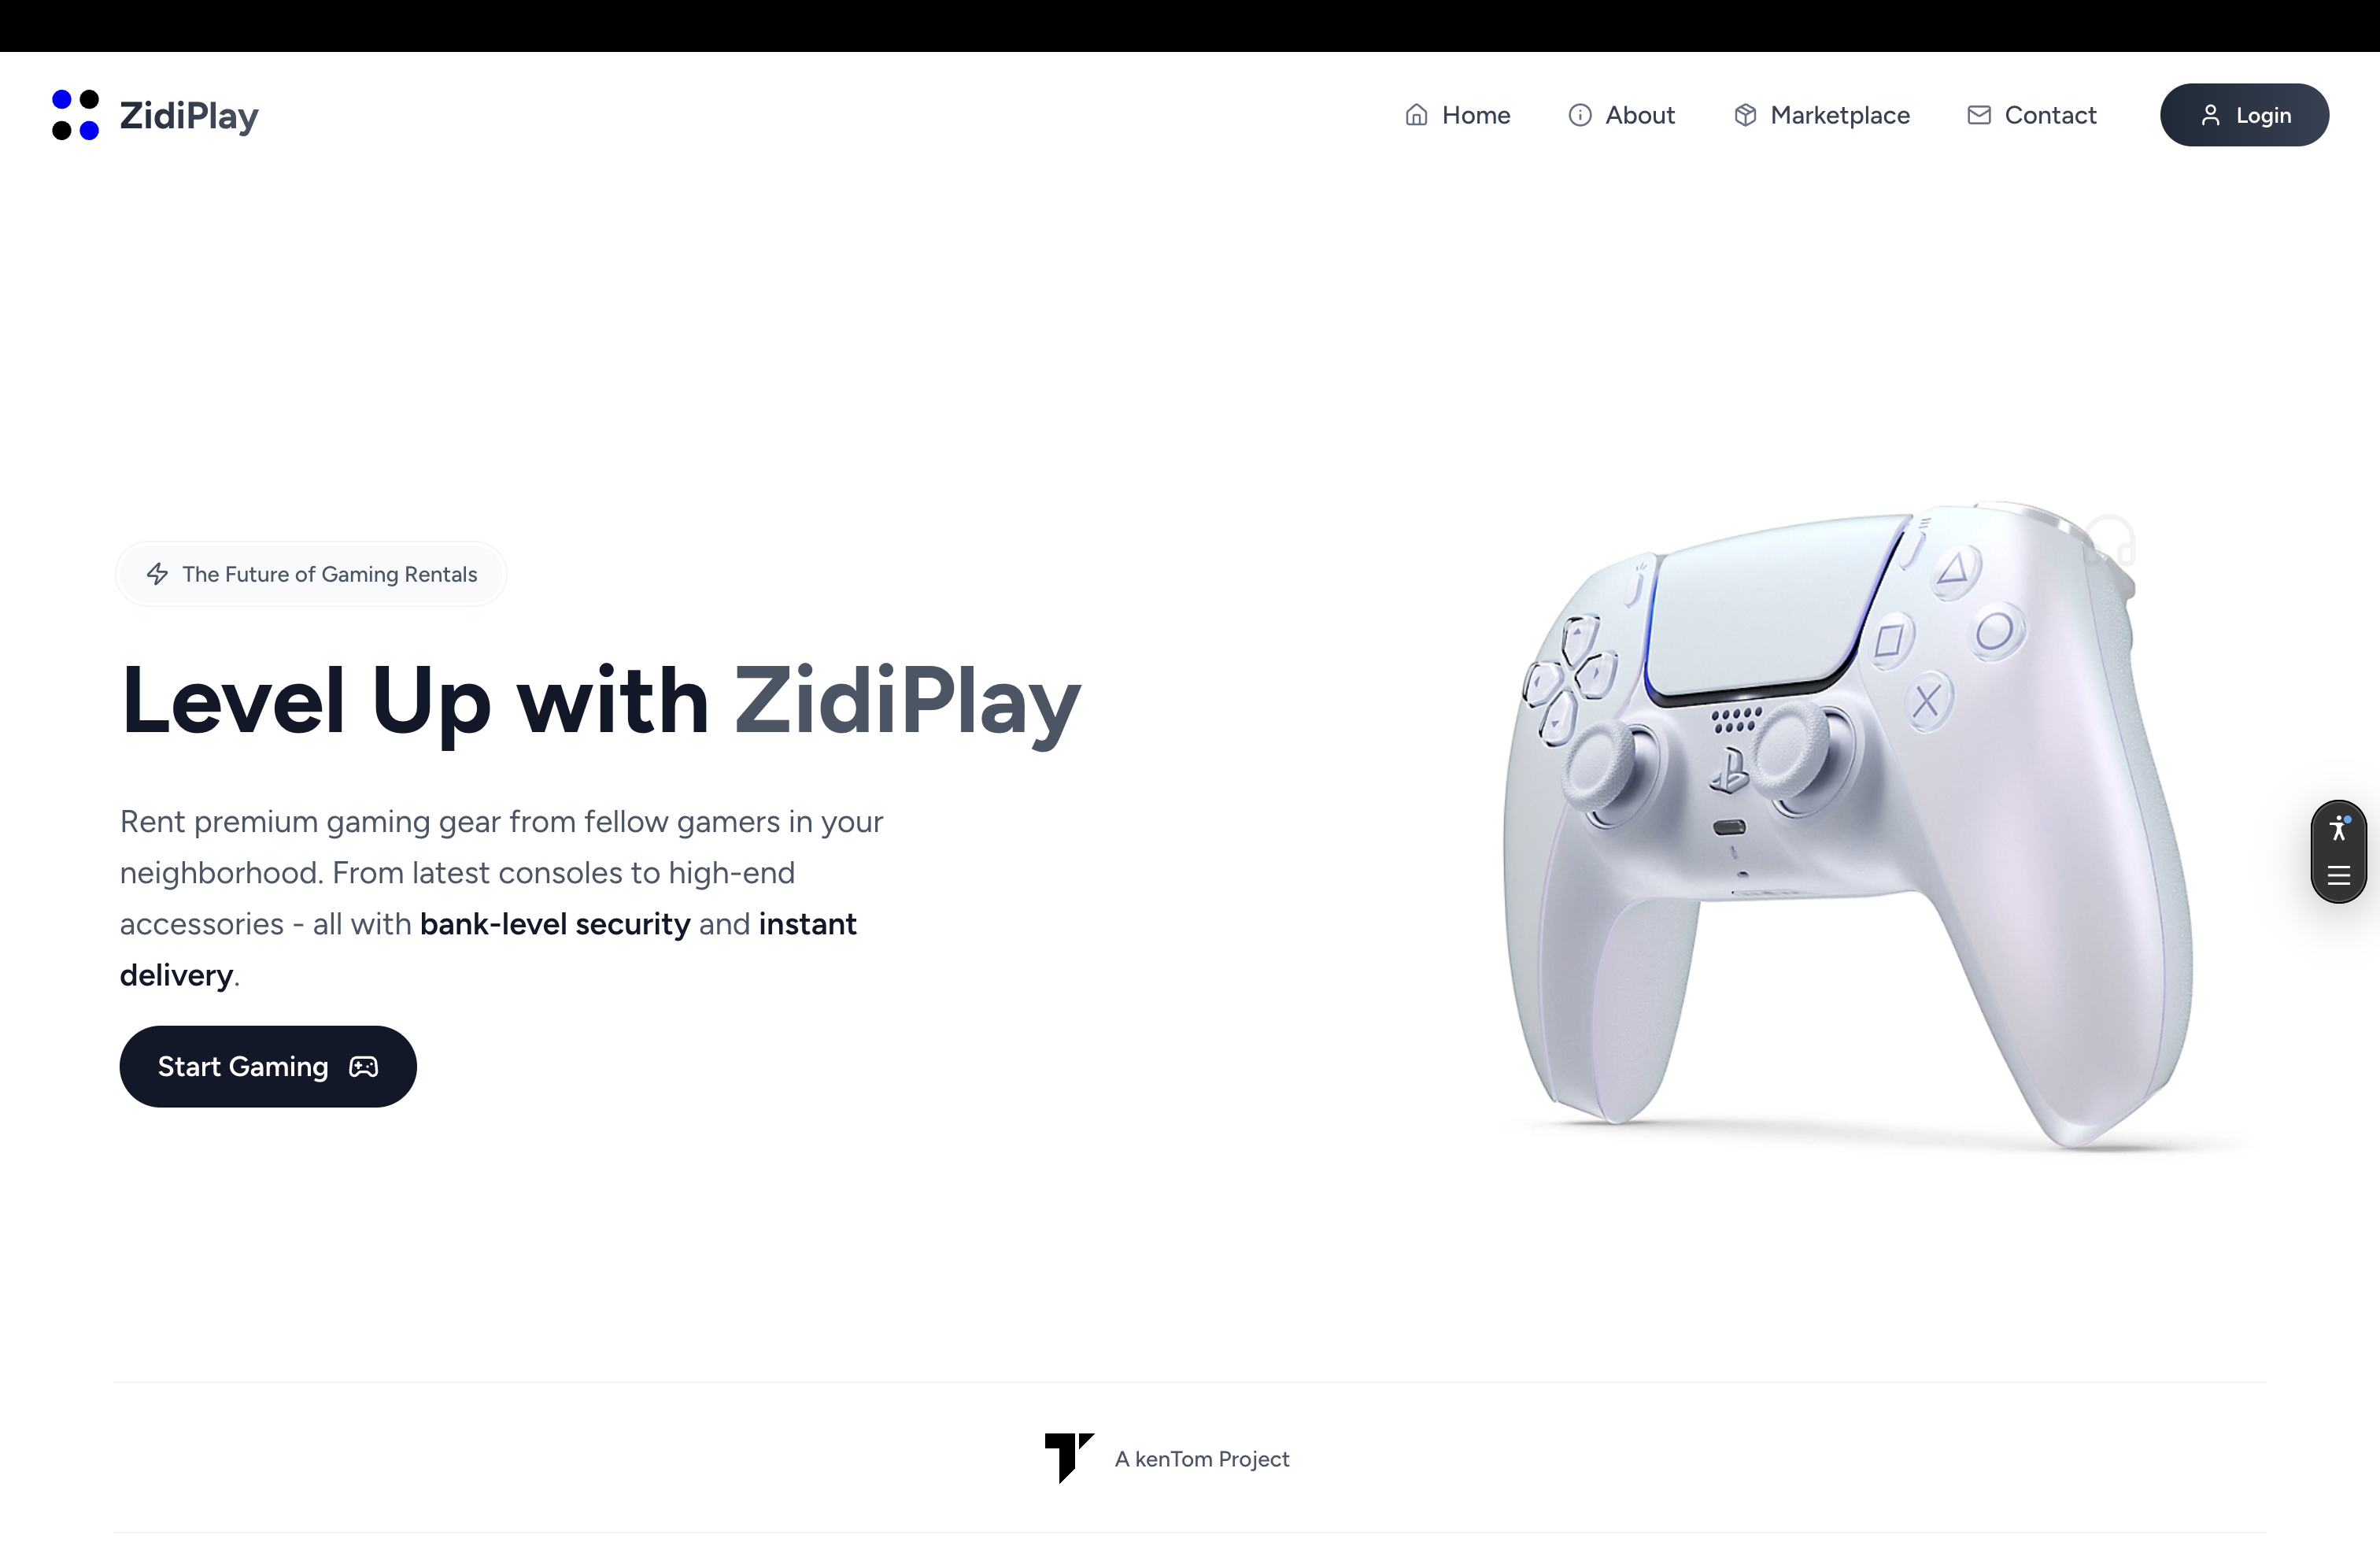 ZidiPlay
Home
About
Marketplace
Contact
Login
The Future of Gaming Rentals
Level Up with ZidiPlay
Rent premium gaming gear from fellow gamers in your
neighborhood. From latest consoles to high-end
accessories - all with bank-level security and instant
delivery.
Start Gaming
A kenTom Project